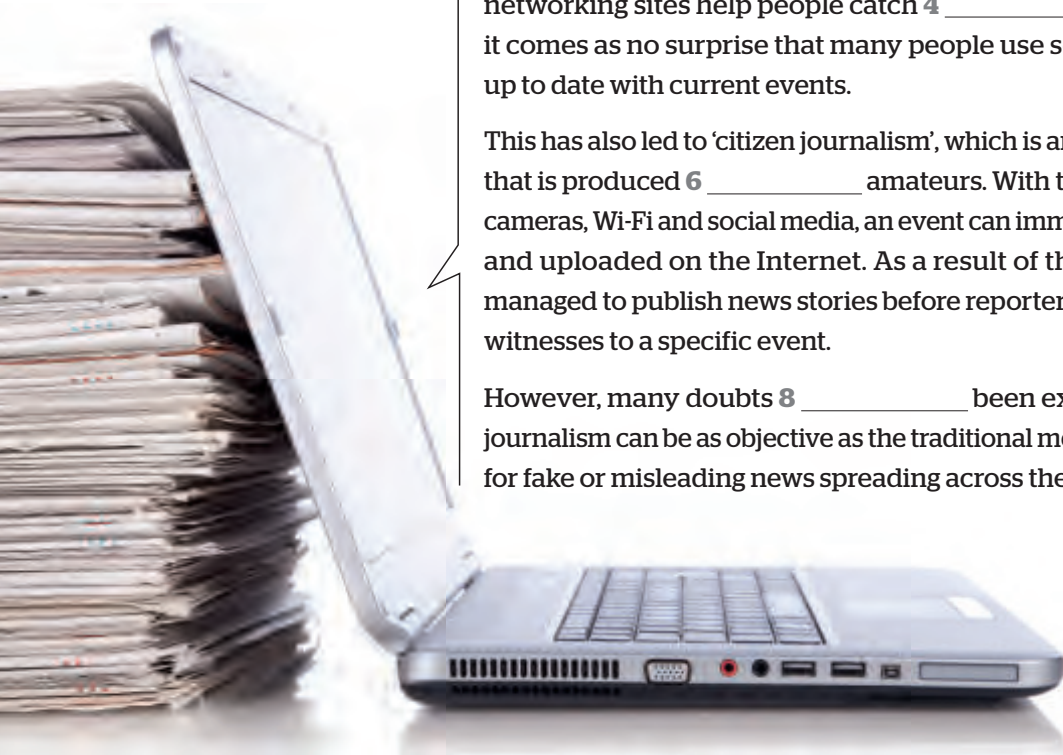 networking sites help people catch 4 ____________
it comes as no surprise that many people use s
up to date with current events.
This has also led to ‘citizen journalism’, which is
that is produced 6 ____________ amateurs. With
cameras, Wi-Fi and social media, an event can
and uploaded on the Internet. As a result of
managed to publish news stories before
witnesses to a specific event.
However, many doubts 8 ____________ been
journalism can be as objective as the traditional
for fake or misleading news spreading across the